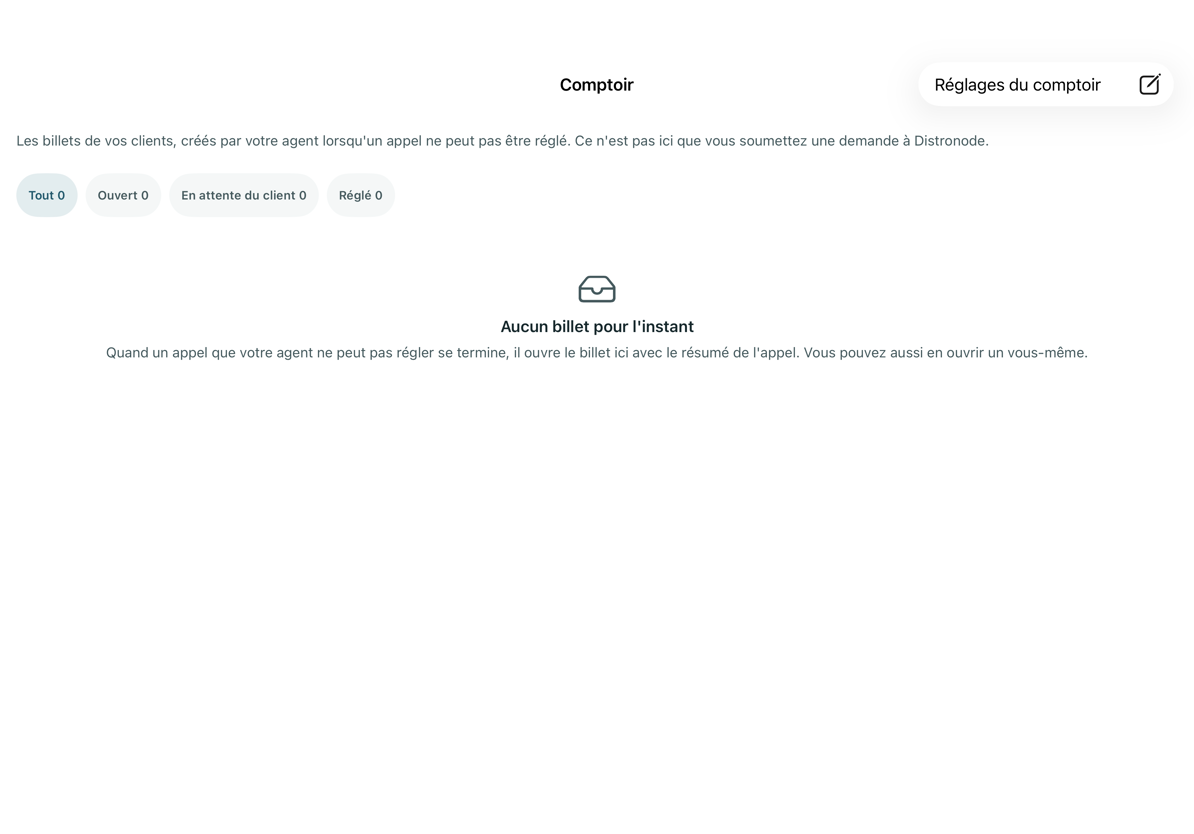 Comptoir
Réglages du comptoir
Les billets de vos clients, créés par votre agent lorsqu'un appel ne peut pas être réglé. Ce n'est pas ici que vous soumettez une demande à Distronode.
Tout 0
Ouvert 0
En attente du client 0
Réglé 0
Aucun billet pour l'instant
Quand un appel que votre agent ne peut pas régler se termine, il ouvre le billet ici avec le résumé de l'appel. Vous pouvez aussi en ouvrir un vous-même.